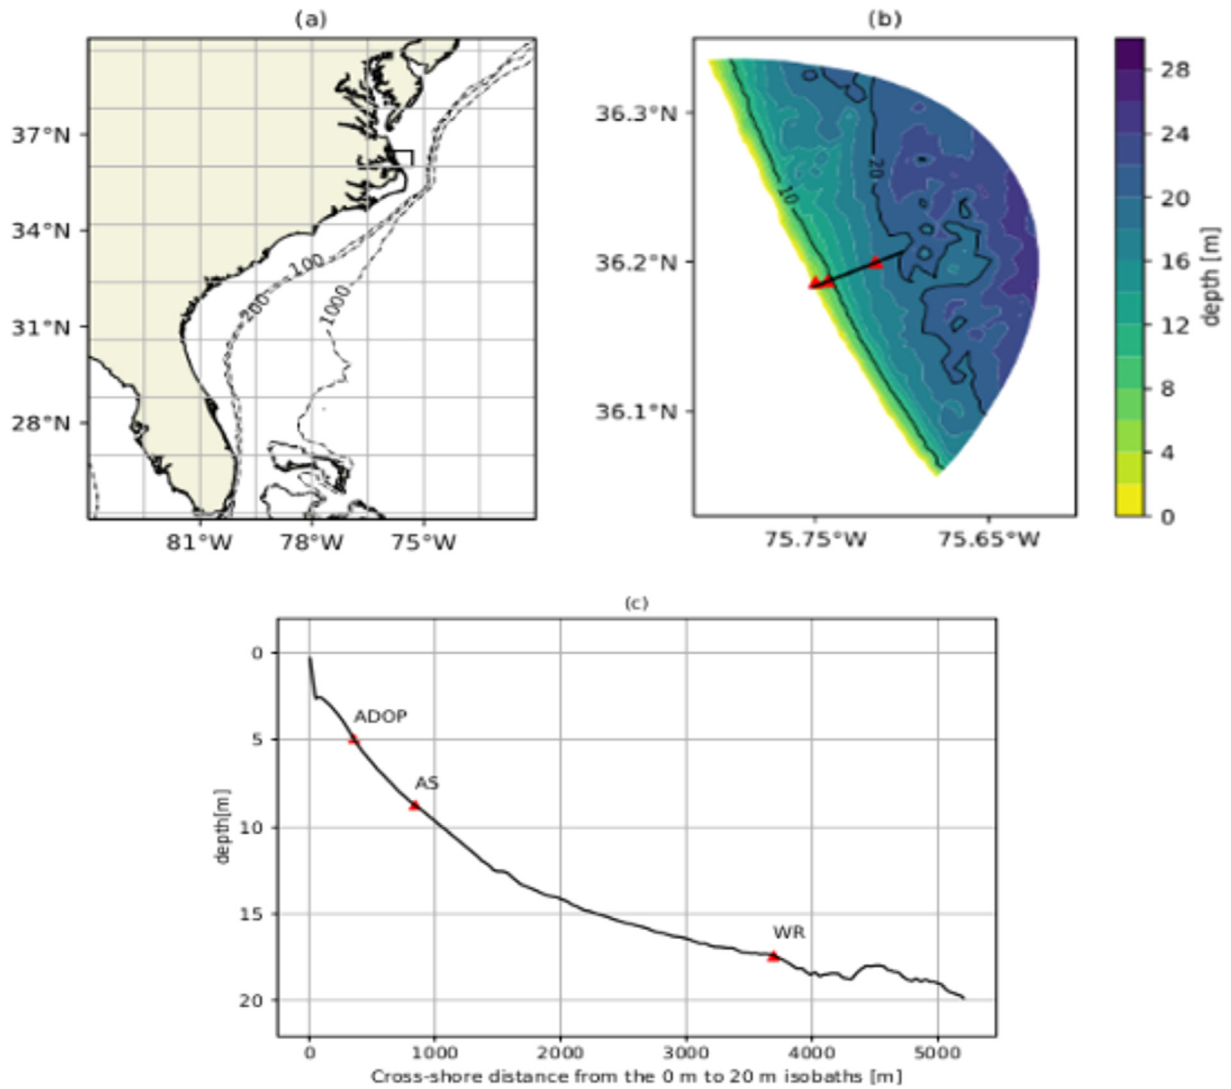 (a)
37°N
34°N
31°N
28°N
81°W 78°W 75°W
100
200
1000
(b)
36.3°N
36.2°N
36.1°N
75.75°W 75.65°W
10
20
28
24
20
16
12
8
4
0
depth [m]
(c)
0
5
10
15
20
depth[m]
ADOP
AS
WR
0 1000 2000 3000 4000 5000
Cross-shore distance from the 0 m to 20 m isobaths [m]